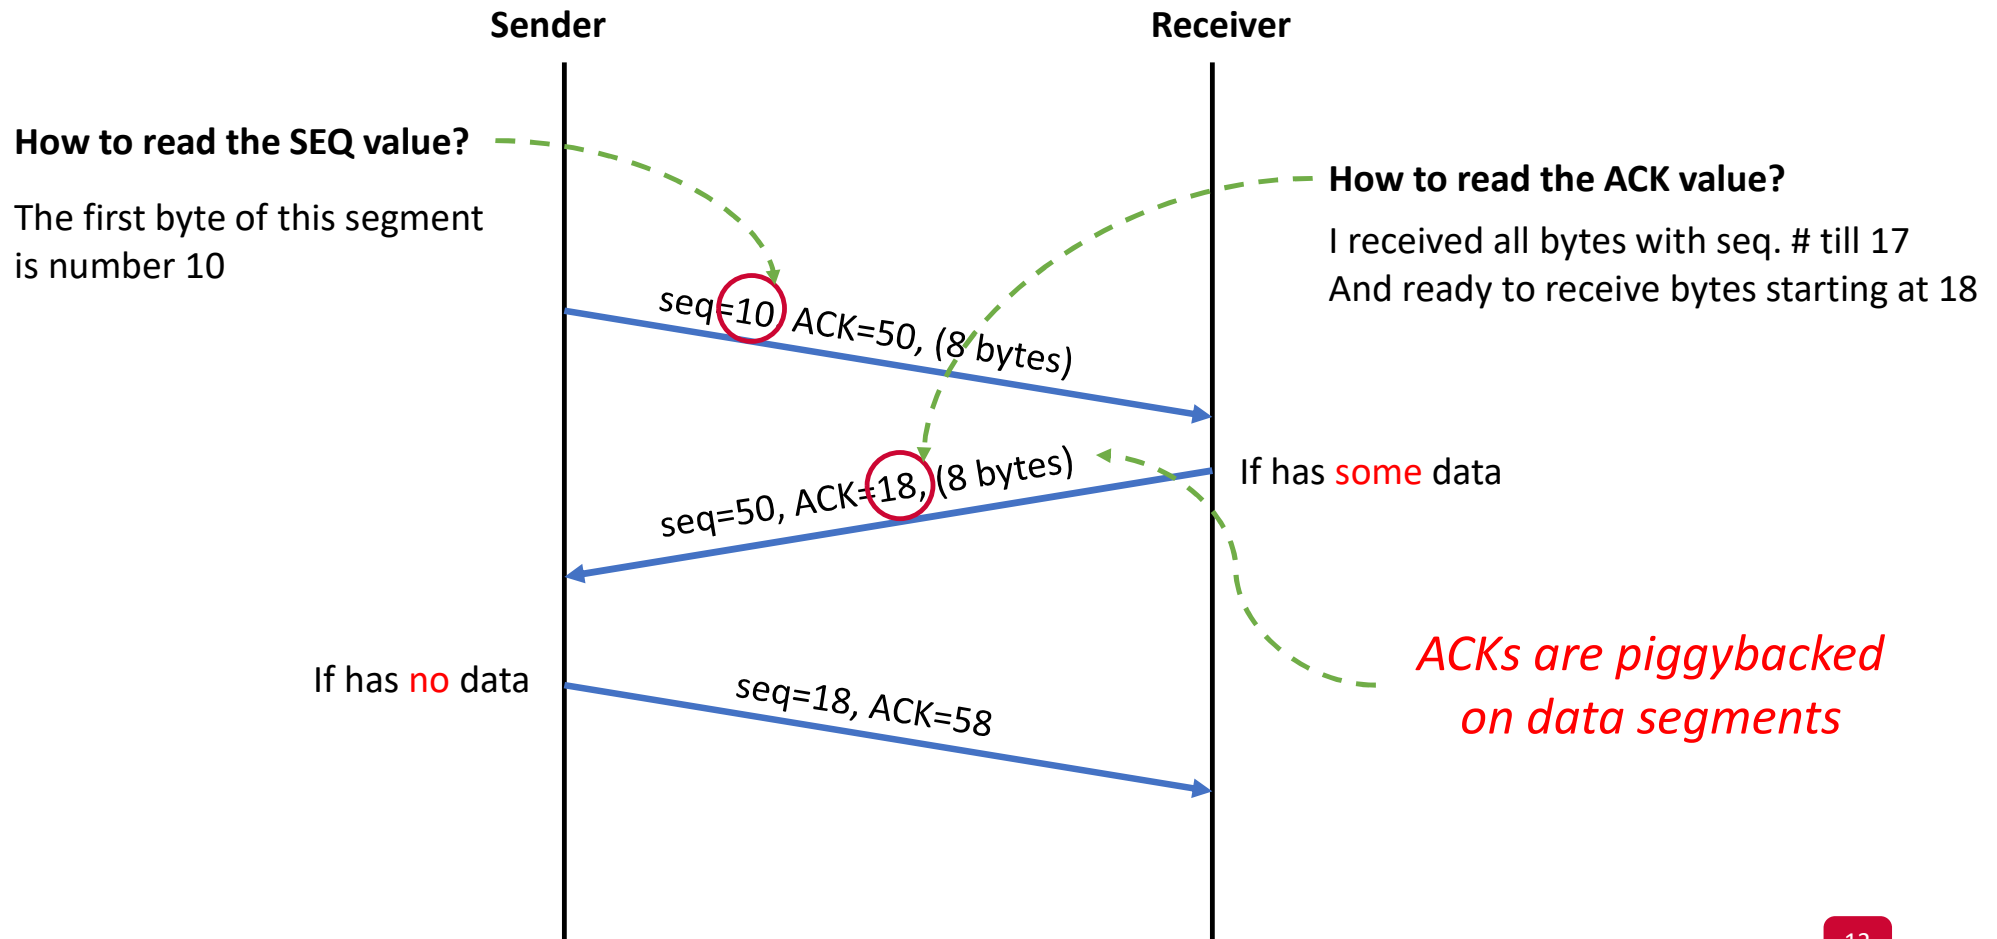 Sender
Receiver
How to read the SEQ value?
The first byte of this segment
is number 10
How to read the ACK value?
I received all bytes with seq. # till 17
And ready to receive bytes starting at 18
seq=10, ACK=50, (8 bytes)
If has some data
seq=50, ACK=18, (8 bytes)
ACKs are piggybacked
on data segments
If has no data
seq=18, ACK=58